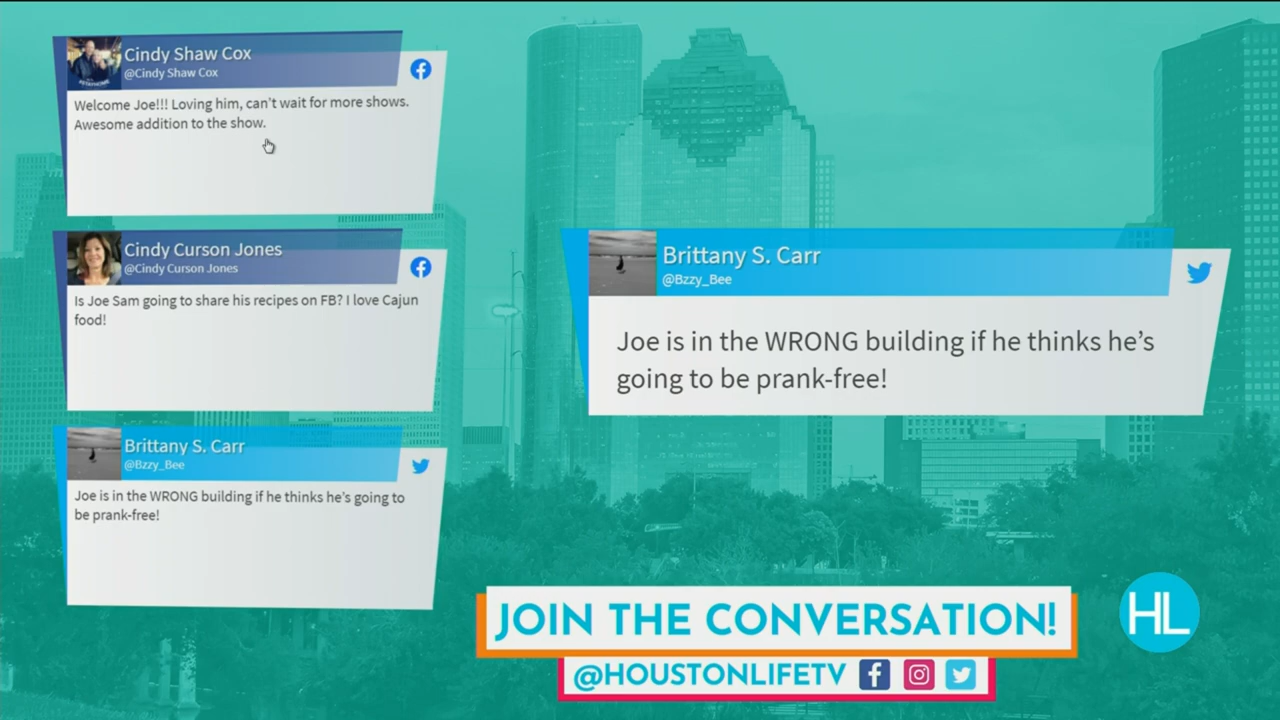 Cindy Shaw Cox
@Cindy Shaw Cox
Welcome Joe!!! Loving him, can't wait for more shows.
Awesome addition to the show.
Cindy Curson Jones
@Cindy Curson Jones
Is Joe Sam going to share his recipes on FB? I love Cajun
food!
Brittany S. Carr
@Bzzy_Bee
Joe is in the WRONG building if he thinks he's going to
be prank-free!
Brittany S. Carr
@Bzzy_Bee
Joe is in the WRONG building if he thinks he's
going to be prank-free!
JOIN THE CONVERSATION!
@HOUSTONLIFETV
HL